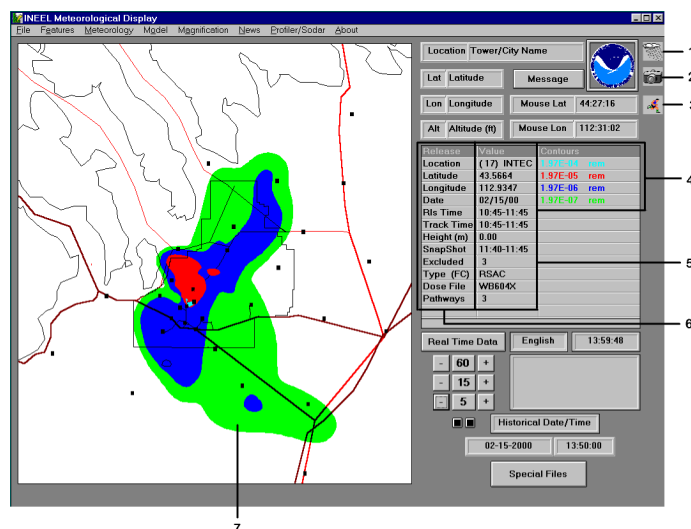 INEEL Meteorological Display
File Features Meteorology Model Magnification News Profiler/Sodar About
Location Tower/City Name
1
Lat Latitude Message
2
Lon Longitude Mouse Lat 44:27:16
3
Alt Altitude (ft) Mouse Lon 112:31:02
Release Value Contours
Location (17) INTEC 1.97E-04 rem
Latitude 43.5664 1.97E-05 rem
4
Longitude 112.9347 1.97E-06 rem
Date 02/15/00 1.97E-07 rem
Rls Time 10:45-11:45
Track Time 10:45-11:45
Height (m) 0.00
SnapShot 11:40-11:45
Excluded 3
5
Type (FC) RSAC
Dose File WB604X
Pathways 3
6
Real Time Data English 13:59:48
- 60 +
- 15 +
- 5 +
Historical Date/Time
02-15-2000 13:50:00
Special Files
7